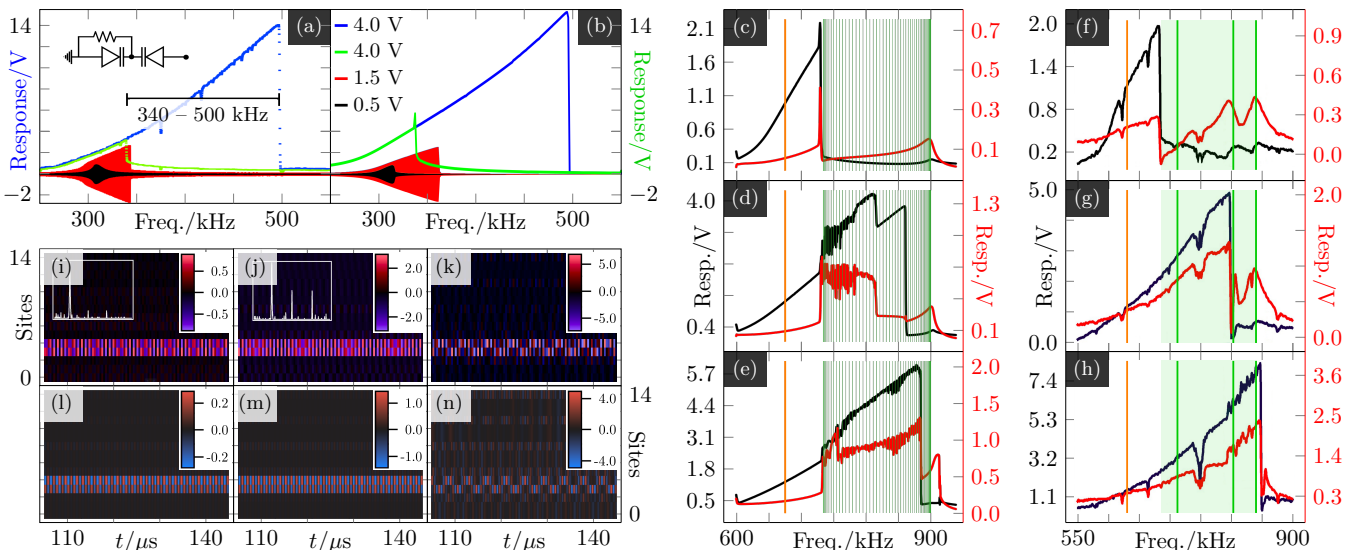 14
Response/V
−2
(a)
340 − 500 kHz
300
Freq./kHz
500
(b)
4.0 V
4.0 V
1.5 V
0.5 V
300
Freq./kHz
500
14
Response/V
−2
(c)
2.1
1.6
1.1
0.6
0.1
0.7
0.5
0.3
0.1
(d)
4.0
Resp./V
0.4
1.3
Resp./V
0.1
(e)
5.7
4.4
3.1
1.8
0.5
2.0
1.5
1.0
0.5
0.0
600
Freq./kHz
900
(f)
2.0
1.4
0.8
0.2
0.9
0.6
0.3
0.0
(g)
5.0
Resp./V
0.0
2.0
Resp./V
0.0
(h)
7.4
5.3
3.2
1.1
3.6
2.5
1.4
0.3
550
Freq./kHz
900
14
Sites
0
(i)
0.5
0.0
−0.5
(j)
2.0
0.0
−2.0
(k)
5.0
0.0
−5.0
(l)
0.2
0.0
−0.2
(m)
1.0
0.0
−1.0
(n)
4.0
0.0
−4.0
14
Sites
0
110
t/μs
140
110
t/μs
140
110
t/μs
140